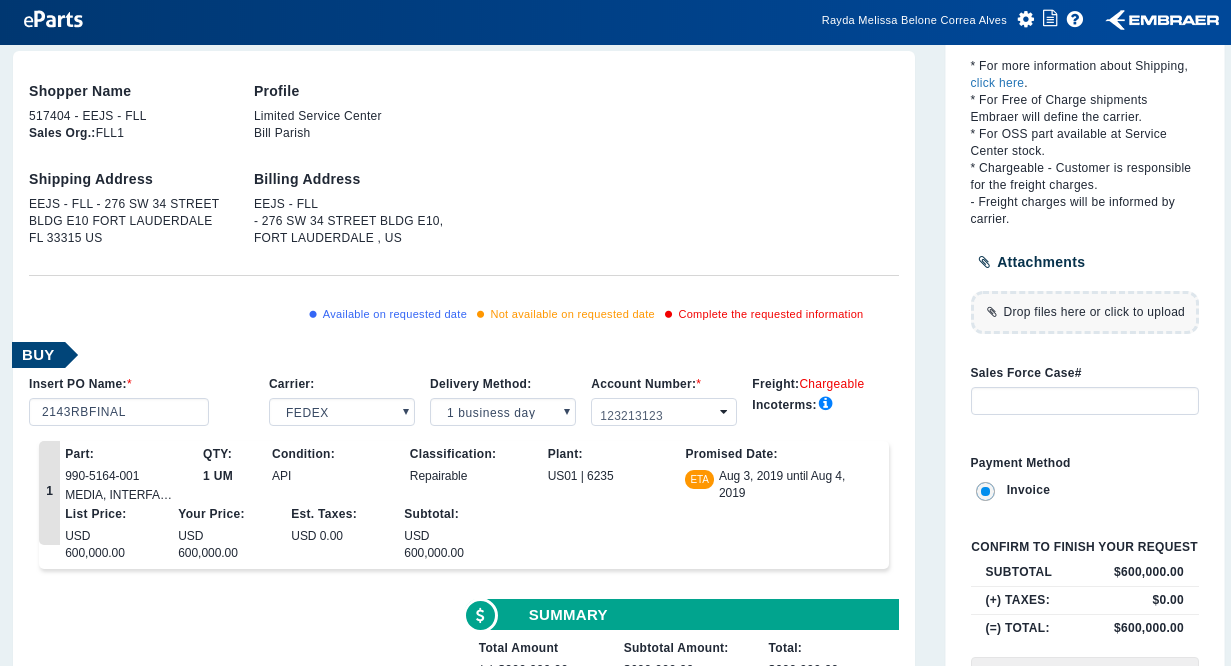 eParts
Rayda Melissa Belone Correa Alves
EMBRAER
Shopper Name
517404 - EEJS - FLL
Sales Org.:FLL1
Profile
Limited Service Center
Bill Parish
Shipping Address
EEJS - FLL - 276 SW 34 STREET
BLDG E10 FORT LAUDERDALE
FL 33315 US
Billing Address
EEJS - FLL
- 276 SW 34 STREET BLDG E10,
FORT LAUDERDALE , US
Available on requested date
Not available on requested date
Complete the requested information
BUY
Insert PO Name:*
2143RBFINAL
Carrier:
FEDEX
Delivery Method:
1 business day
Account Number:*
123213123
Freight:Chargeable
Incoterms:
1
Part:
990-5164-001
MEDIA, INTERFA…
QTY:
1 UM
Condition:
API
Classification:
Repairable
Plant:
US01 | 6235
Promised Date:
ETA
Aug 3, 2019 until Aug 4,
2019
List Price:
USD
600,000.00
Your Price:
USD
600,000.00
Est. Taxes:
USD 0.00
Subtotal:
USD
600,000.00
$
SUMMARY
Total Amount
Subtotal Amount:
Total:
* For more information about Shipping,
click here.
* For Free of Charge shipments
Embraer will define the carrier.
* For OSS part available at Service
Center stock.
* Chargeable - Customer is responsible
for the freight charges.
- Freight charges will be informed by
carrier.
Attachments
Drop files here or click to upload
Sales Force Case#
Payment Method
Invoice
CONFIRM TO FINISH YOUR REQUEST
SUBTOTAL $600,000.00
(+) TAXES: $0.00
(=) TOTAL: $600,000.00